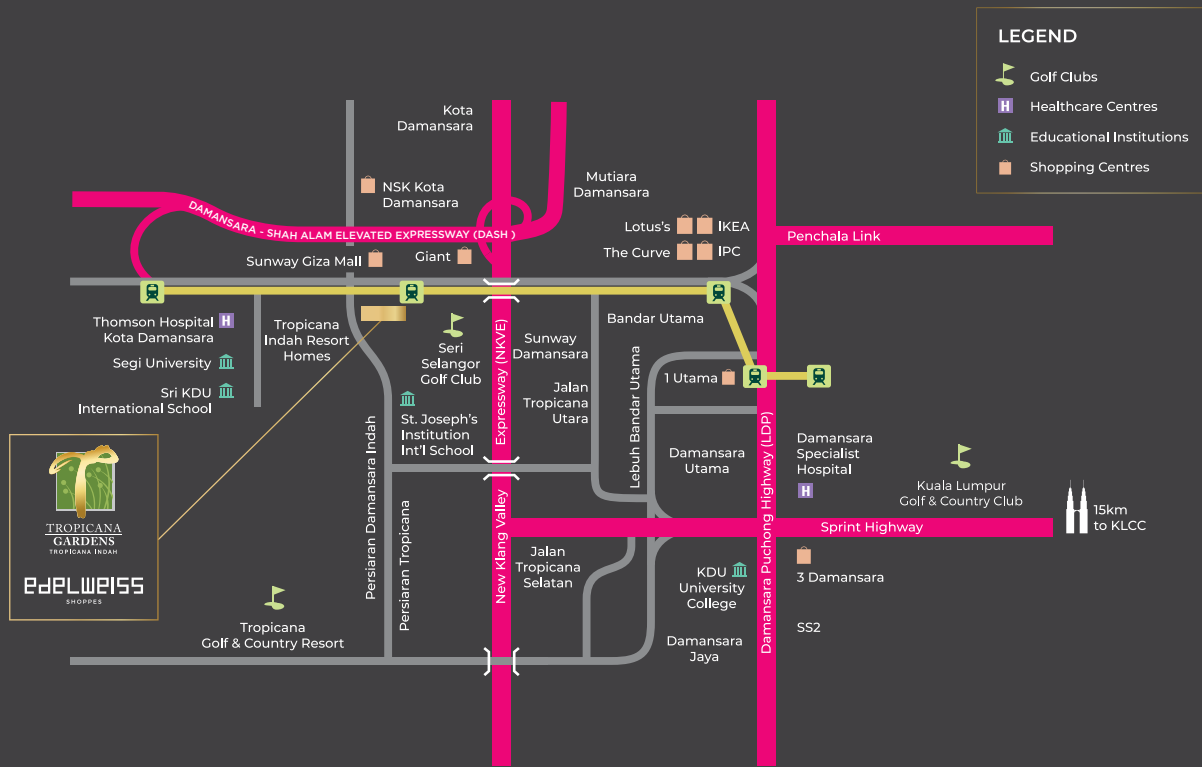 LEGEND
Golf Clubs
Healthcare Centres
Educational Institutions
Shopping Centres
Kota
Damansara
Mutiara
Damansara
NSK Kota
Damansara
DAMANSARA - SHAH ALAM ELEVATED EXPRESSWAY (DASH )
Lotus's
IKEA
The Curve
IPC
Penchala Link
Sunway Giza Mall
Giant
Thomson Hospital
Kota Damansara
H
Segi University
Sri KDU
International School
Tropicana
Indah Resort
Homes
Seri
Selangor
Golf Club
Expressway (NKVE)
Sunway
Damansara
Bandar Utama
Jalan
Tropicana
Utara
Lebuh Bandar Utama
1 Utama
St. Joseph's
Institution
Int'l School
Persiaran Damansara Indah
Persiaran Tropicana
New Klang Valley
Damansara
Utama
Damansara Puchong Highway (LDP)
Damansara
Specialist
Hospital
H
Kuala Lumpur
Golf & Country Club
15km
to KLCC
Sprint Highway
T
TROPICANA
GARDENS
TROPICANA INDAH
edelweiss
SHOPPES
Jalan
Tropicana
Selatan
KDU
University
College
3 Damansara
SS2
Damansara
Jaya
Tropicana
Golf & Country Resort
H